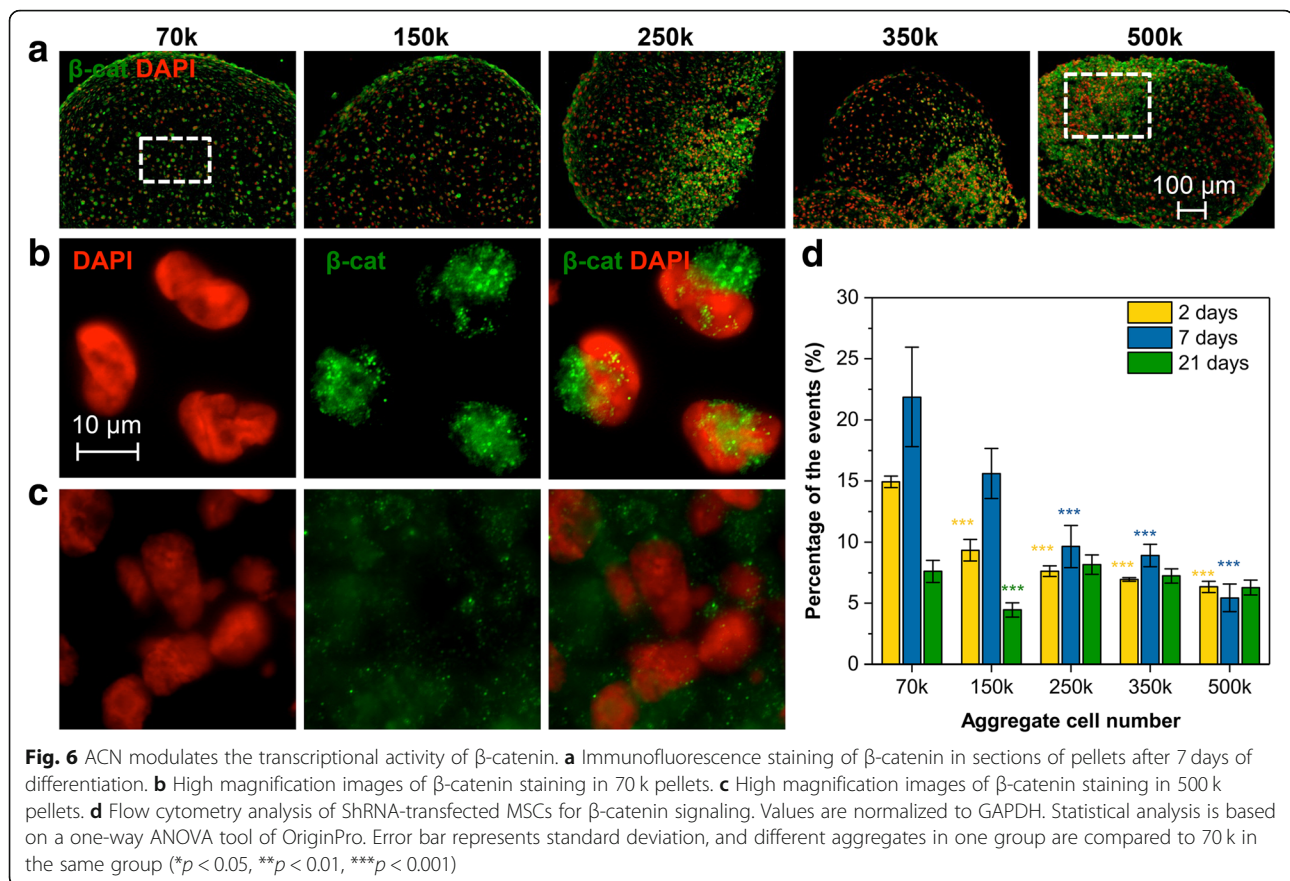 70k 150k 250k 350k 500k
a
β-cat DAPI
100 μm
b
DAPI
β-cat
β-cat DAPI
10 μm
c
d
30
25
20
15
10
5
0
Percentage of the events (%)
2 days
7 days
21 days
***
***
***
***
***
***
***
***
70k 150k 250k 350k 500k
Aggregate cell number
Fig. 6 ACN modulates the transcriptional activity of β-catenin. a Immunofluorescence staining of β-catenin in sections of pellets after 7 days of
differentiation. b High magnification images of β-catenin staining in 70 k pellets. c High magnification images of β-catenin staining in 500 k
pellets. d Flow cytometry analysis of ShRNA-transfected MSCs for β-catenin signaling. Values are normalized to GAPDH. Statistical analysis is based
on a one-way ANOVA tool of OriginPro. Error bar represents standard deviation, and different aggregates in one group are compared to 70 k in
the same group (*p < 0.05, **p < 0.01, ***p < 0.001)